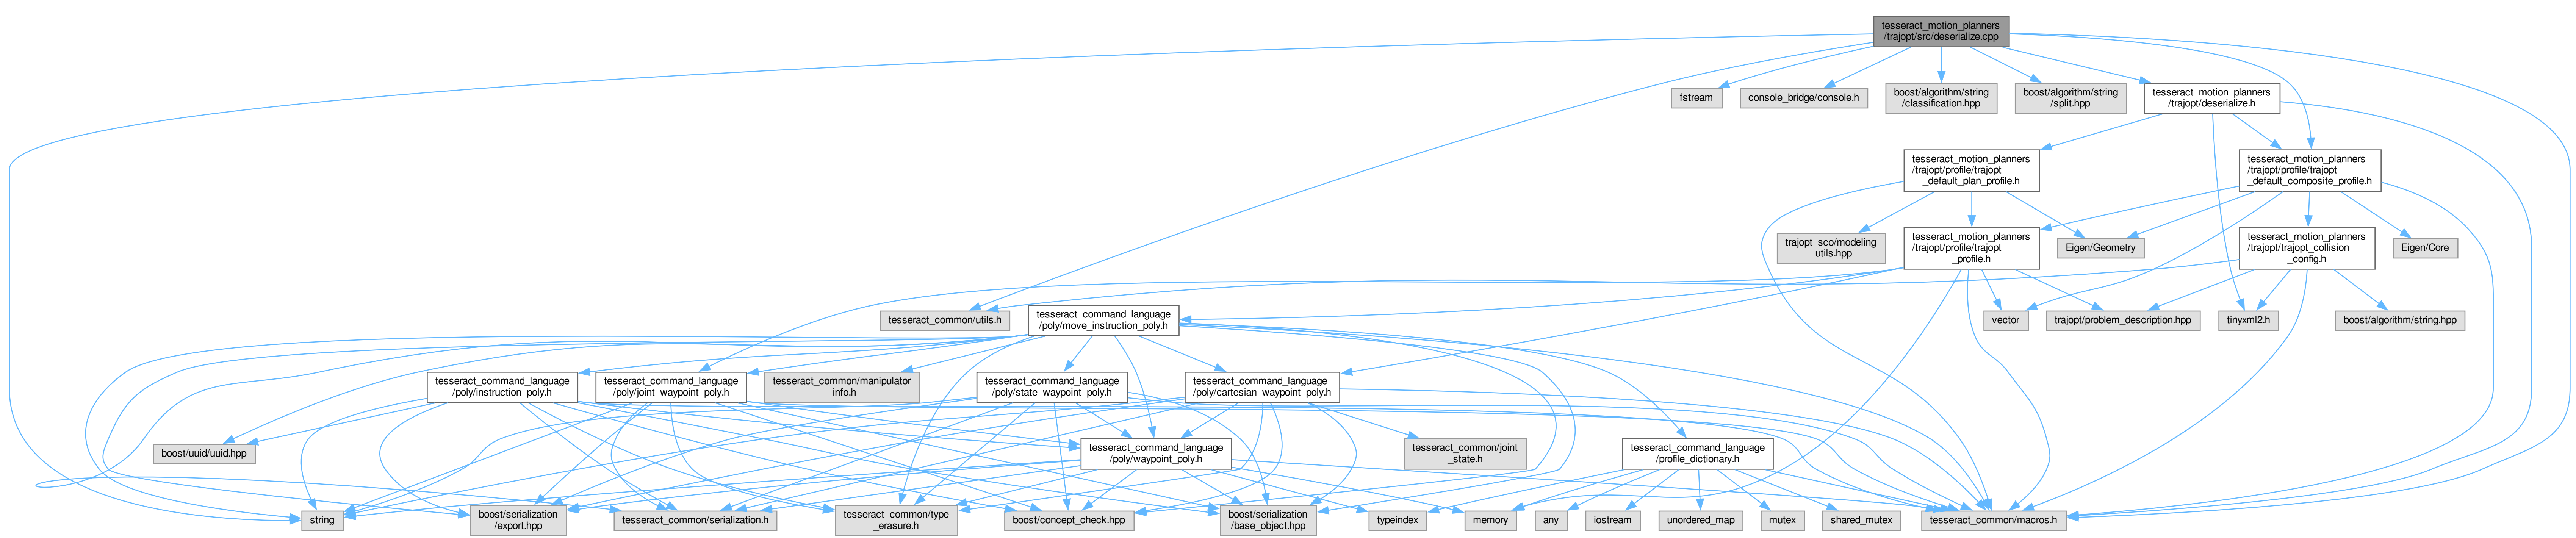 tesseract_motion_planners
/trajopt/src/deserialize.cpp
fstream
console_bridge/console.h
boost/algorithm/string
/classification.hpp
boost/algorithm/string
/split.hpp
tesseract_motion_planners
/trajopt/deserialize.h
tesseract_motion_planners
/trajopt/profile/trajopt
_default_plan_profile.h
tesseract_motion_planners
/trajopt/profile/trajopt
_default_composite_profile.h
trajopt_sco/modeling
_utils.hpp
tesseract_motion_planners
/trajopt/profile/trajopt
_profile.h
Eigen/Geometry
tesseract_motion_planners
/trajopt/trajopt_collision
_config.h
Eigen/Core
tesseract_common/utils.h
tesseract_command_language
/poly/move_instruction_poly.h
vector
trajopt/problem_description.hpp
tinyxml2.h
boost/algorithm/string.hpp
tesseract_command_language
/poly/instruction_poly.h
tesseract_command_language
/poly/joint_waypoint_poly.h
tesseract_common/manipulator
_info.h
tesseract_command_language
/poly/state_waypoint_poly.h
tesseract_command_language
/poly/cartesian_waypoint_poly.h
boost/uuid/uuid.hpp
tesseract_command_language
/poly/waypoint_poly.h
tesseract_common/joint
_state.h
tesseract_command_language
/profile_dictionary.h
string
boost/serialization
/export.hpp
tesseract_common/serialization.h
tesseract_common/type
_erasure.h
boost/concept_check.hpp
boost/serialization
/base_object.hpp
typeindex
memory
any
iostream
unordered_map
mutex
shared_mutex
tesseract_common/macros.h